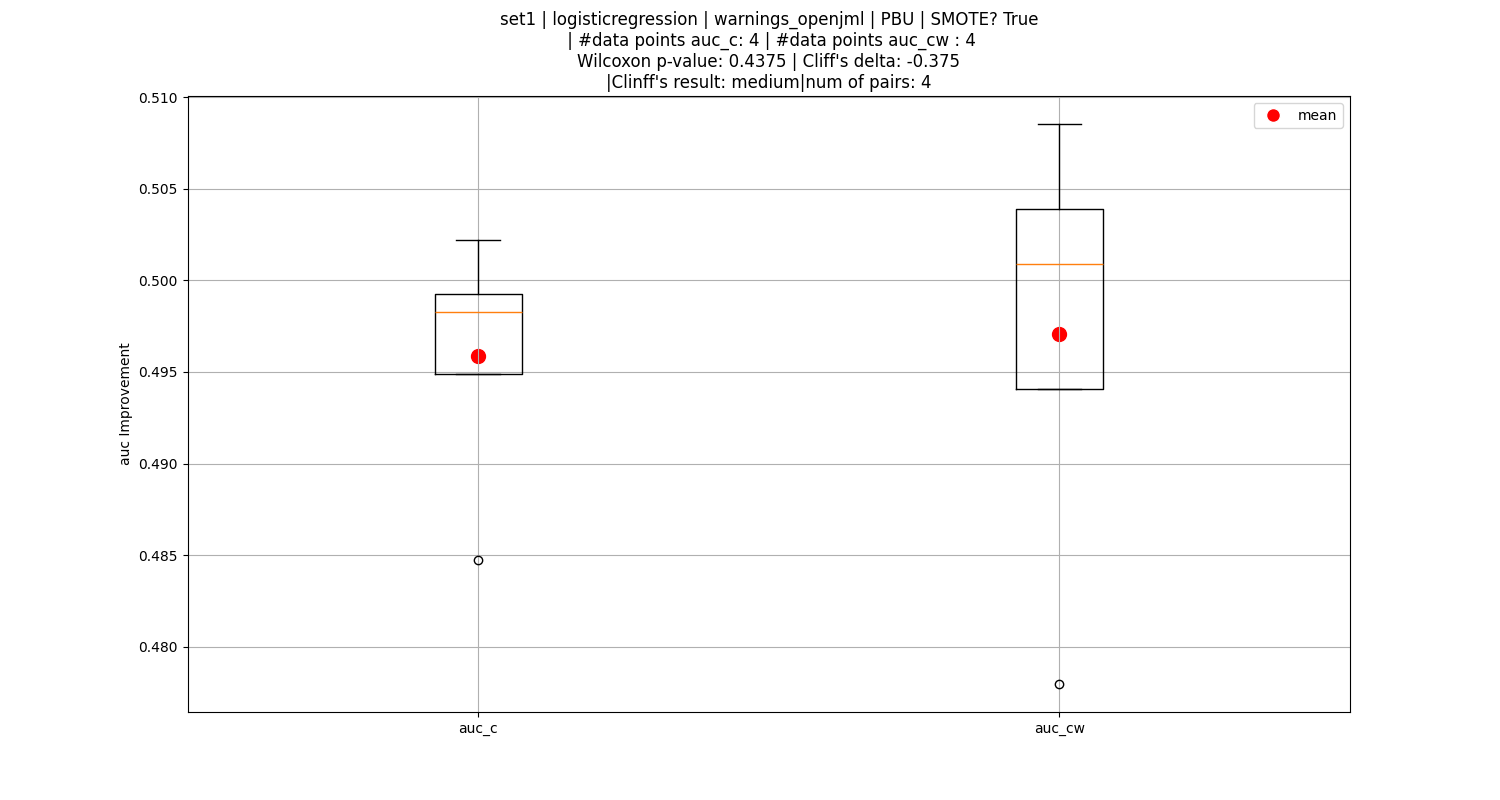 set1 | logisticregression | warnings_openjml | PBU | SMOTE? True
| #data points auc_c: 4 | #data points auc_cw : 4
Wilcoxon p-value: 0.4375 | Cliff's delta: -0.375
|Clinff's result: medium|num of pairs: 4
mean
auc Improvement
0.510
0.505
0.500
0.495
0.490
0.485
0.480
auc_c
auc_cw